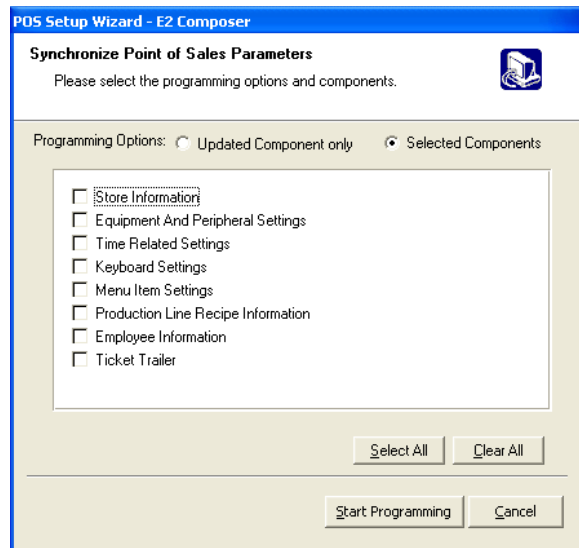 POS Setup Wizard - E2 Composer
Synchronize Point of Sales Parameters
Please select the programming options and components.
Programming Options: Updated Component only Selected Components
Store Information
Equipment And Peripheral Settings
Time Related Settings
Keyboard Settings
Menu Item Settings
Production Line Recipe Information
Employee Information
Ticket Trailer
Select All Clear All
Start Programming Cancel